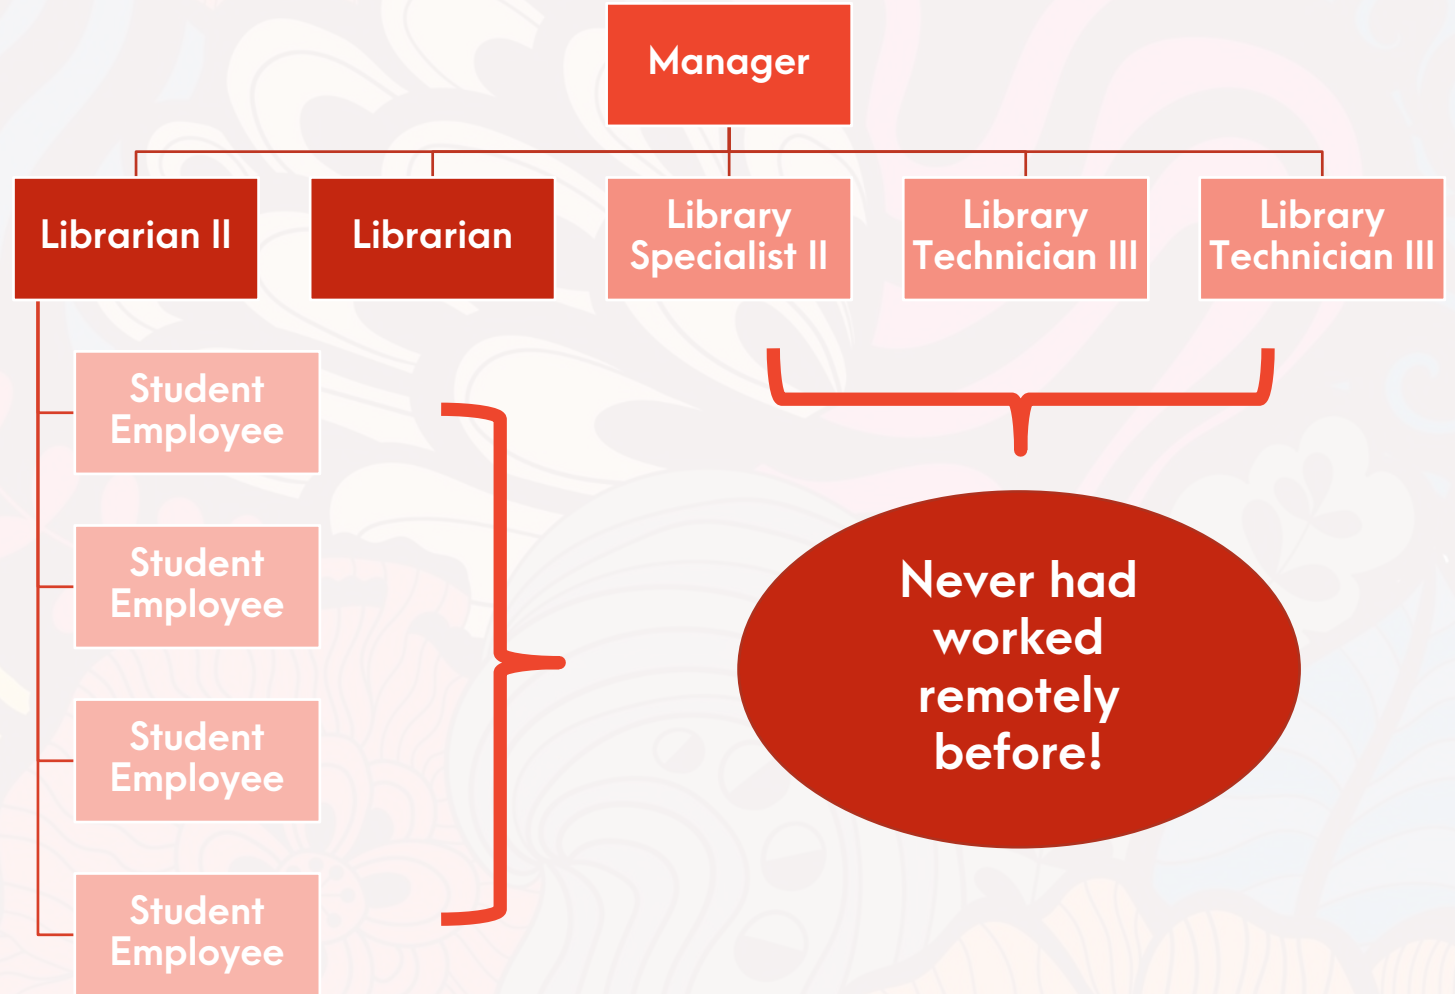 Manager
Librarian II
Librarian
Library
Specialist II
Library
Technician III
Library
Technician III
Student
Employee
Student
Employee
Student
Employee
Student
Employee
Never had
worked
remotely
before!